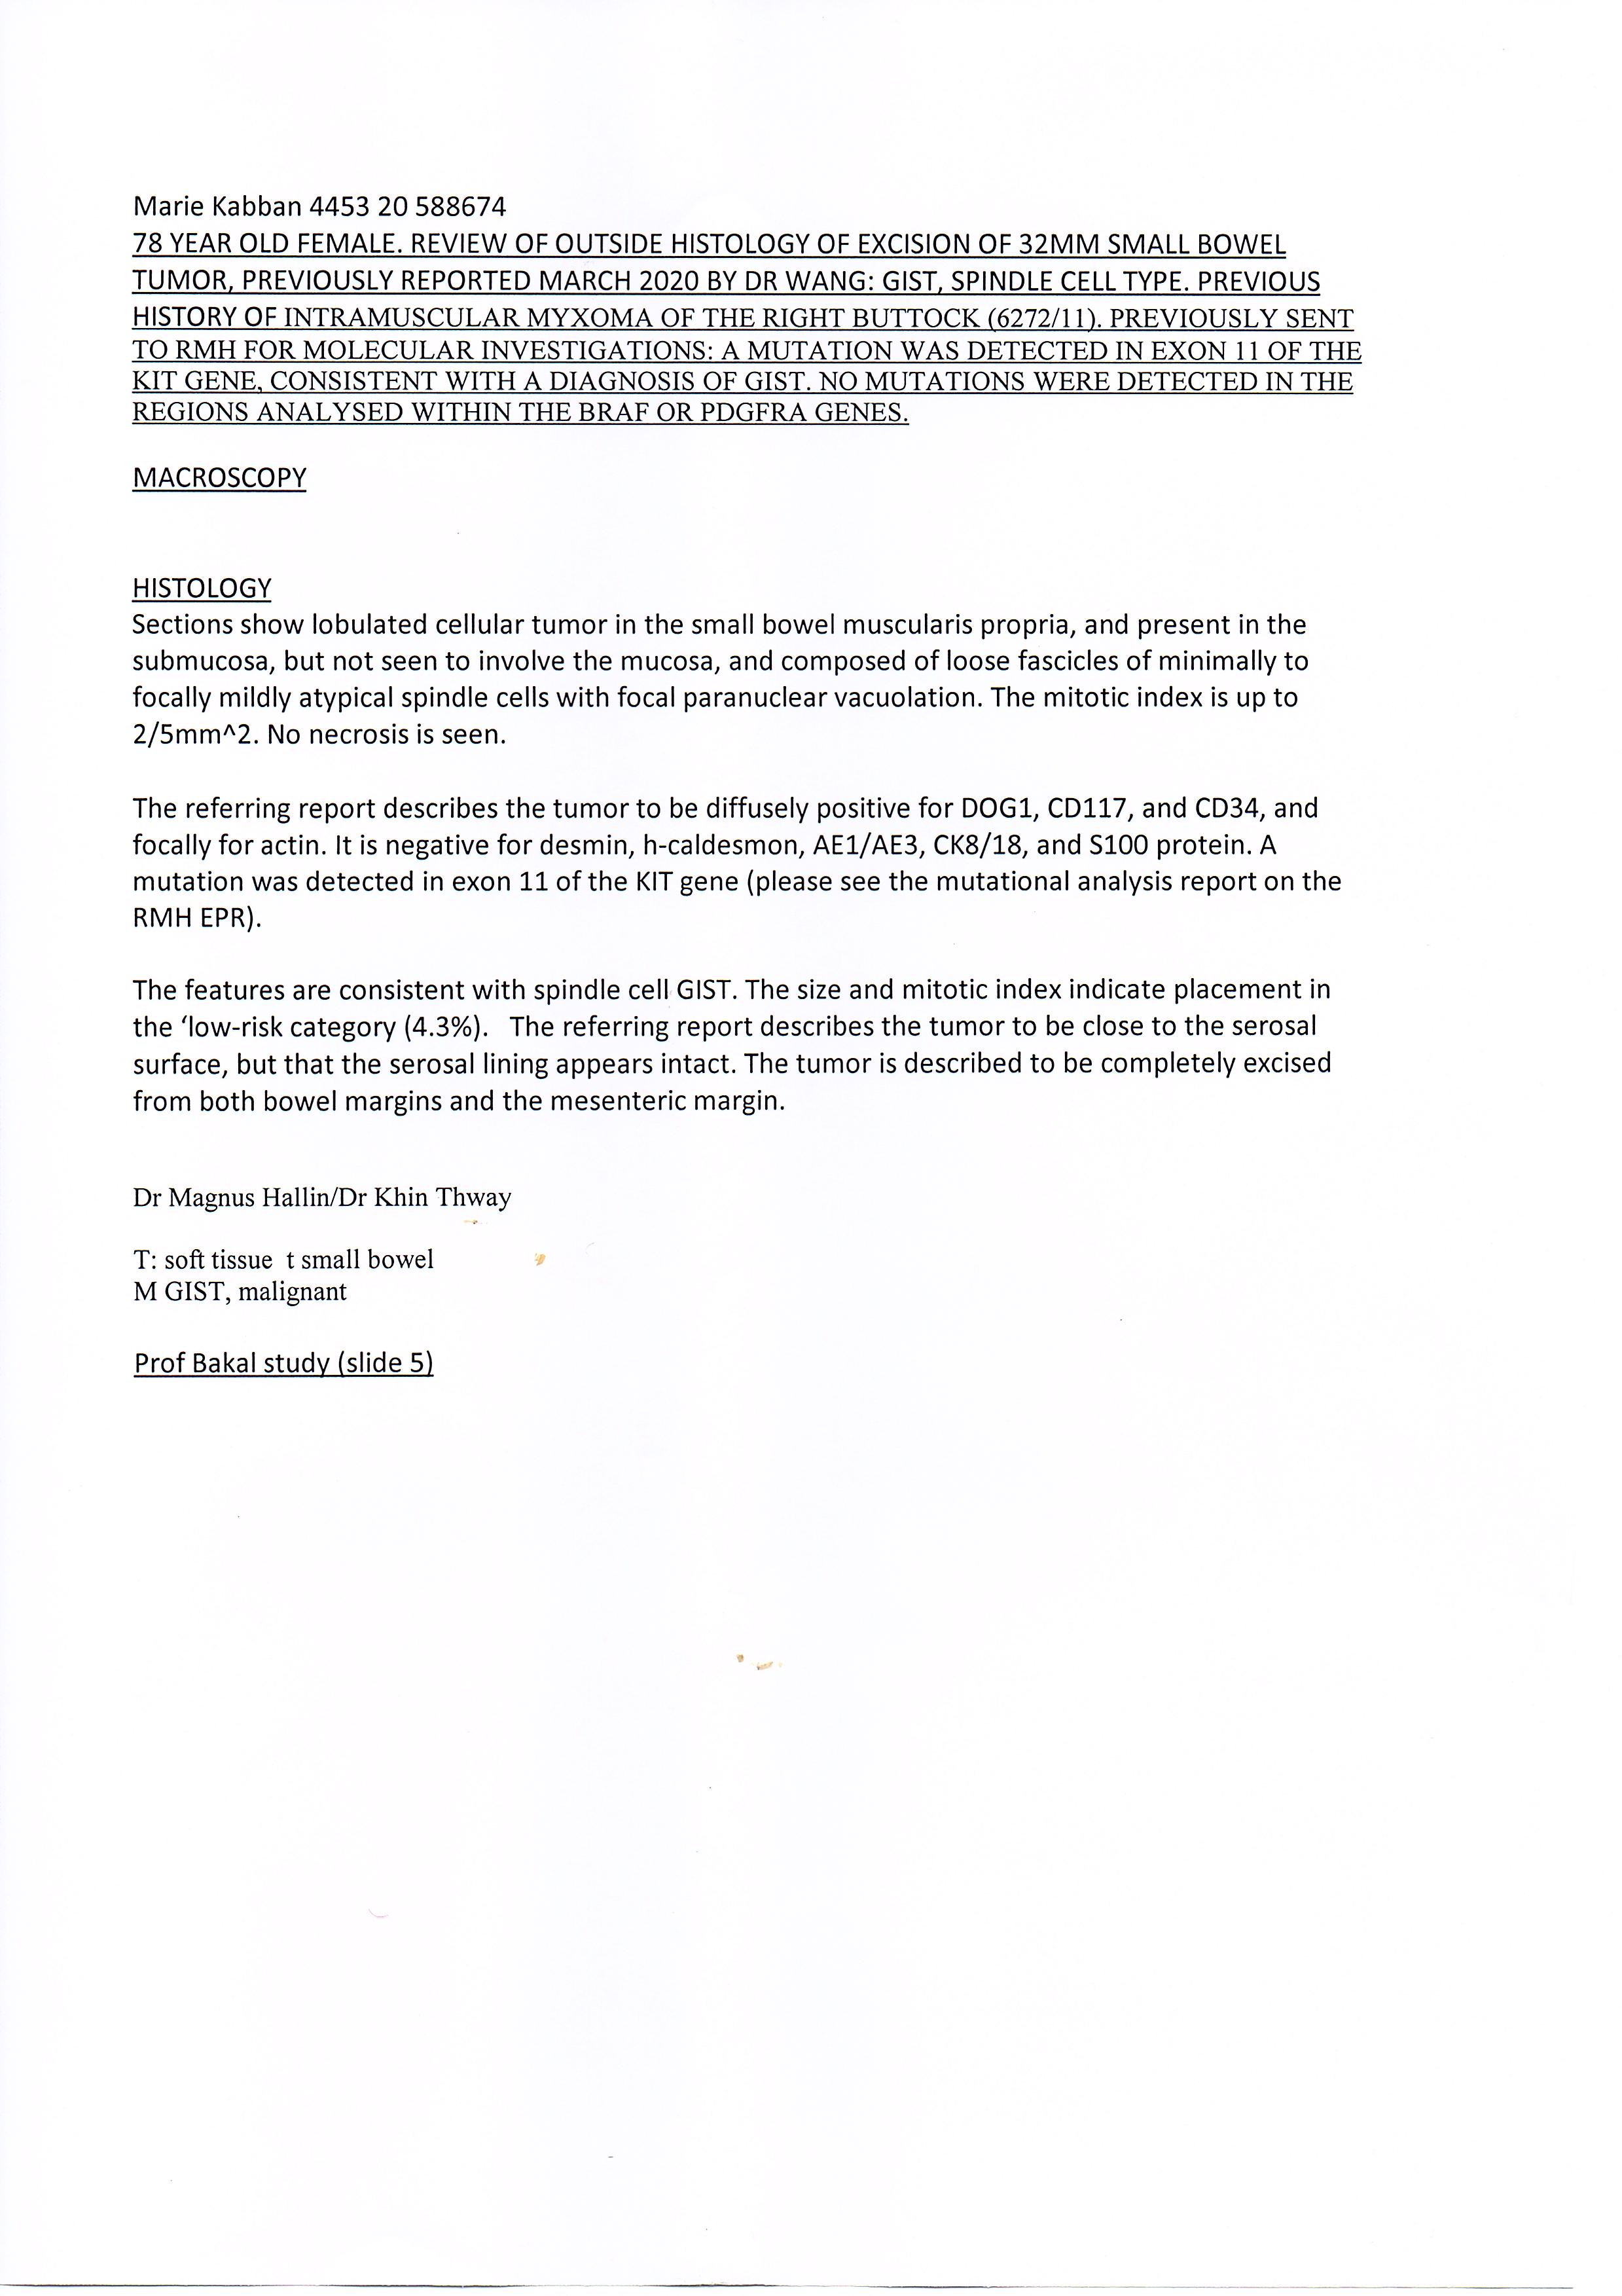 Marie Kabban 4453 20 588674
78 YEAR OLD FEMALE. REVIEW OF OUTSIDE HISTOLOGY OF EXCISION OF 32MM SMALL BOWEL
TUMOR, PREVIOUSLY REPORTED MARCH 2020 BY DR WANG: GIST, SPINDLE CELL TYPE. PREVIOUS
HISTORY OF INTRAMUSCULAR MYXOMA OF THE RIGHT BUTTOCK (6272/11). PREVIOUSLY SENT
TO RMH FOR MOLECULAR INVESTIGATIONS: A MUTATION WAS DETECTED IN EXON 11 OF THE
KIT GENE, CONSISTENT WITH A DIAGNOSIS OF GIST. NO MUTATIONS WERE DETECTED IN THE
REGIONS ANALYSED WITHIN THE BRAF OR PDGFRA GENES.
MACROSCOPY
HISTOLOGY
Sections show lobulated cellular tumor in the small bowel muscularis propria, and present in the
submucosa, but not seen to involve the mucosa, and composed of loose fascicles of minimally to
focally mildly atypical spindle cells with focal paranuclear vacuolation. The mitotic index is up to
2/5mm^2. No necrosis is seen.
The referring report describes the tumor to be diffusely positive for DOG1, CD117, and CD34, and
focally for actin. It is negative for desmin, h-caldesmon, AE1/AE3, CK8/18, and S100 protein. A
mutation was detected in exon 11 of the KIT gene (please see the mutational analysis report on the
RMH EPR).
The features are consistent with spindle cell GIST. The size and mitotic index indicate placement in
the ‘low-risk category (4.3%).   The referring report describes the tumor to be close to the serosal
surface, but that the serosal lining appears intact. The tumor is described to be completely excised
from both bowel margins and the mesenteric margin.
Dr Magnus Hallin/Dr Khin Thway
T: soft tissue  t small bowel
M GIST, malignant
Prof Bakal study (slide 5)